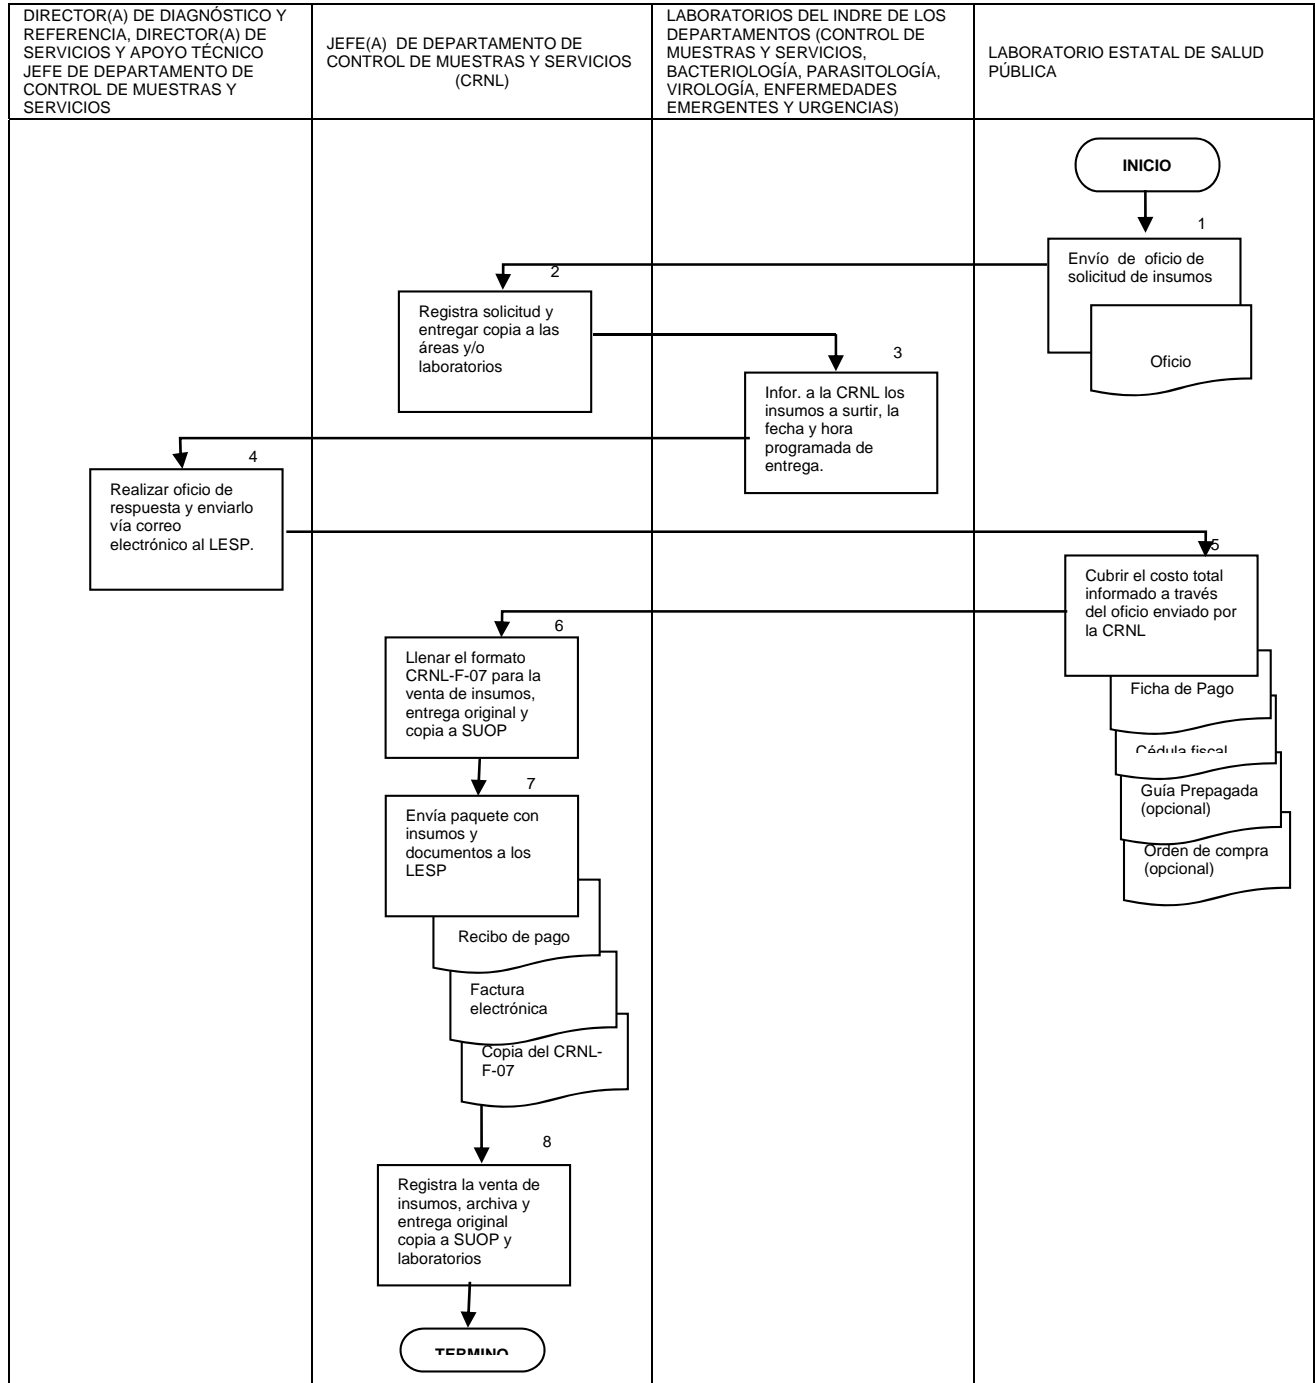 DIRECTOR(A) DE DIAGNÓSTICO Y
REFERENCIA, DIRECTOR(A) DE
SERVICIOS Y APOYO TÉCNICO
JEFE DE DEPARTAMENTO DE
CONTROL DE MUESTRAS Y
SERVICIOS
JEFE(A) DE DEPARTAMENTO DE
CONTROL DE MUESTRAS Y SERVICIOS
(CRNL)
LABORATORIOS DEL INDRE DE LOS
DEPARTAMENTOS (CONTROL DE
MUESTRAS Y SERVICIOS,
BACTERIOLOGÍA, PARASITOLOGÍA,
VIROLOGÍA, ENFERMEDADES
EMERGENTES Y URGENCIAS)
LABORATORIO ESTATAL DE SALUD
PÚBLICA
INICIO
1
Envío de oficio de
solicitud de insumos
Oficio
2
Registra solicitud y
entregar copia a las
áreas y/o
laboratorios
3
Infor. a la CRNL los
insumos a surtir, la
fecha y hora
programada de
entrega.
4
Realizar oficio de
respuesta y enviarlo
vía correo
electrónico al LESP.
5
Cubrir el costo total
informado a través
del oficio enviado por
la CRNL
Ficha de Pago
Cédula fiscal
Guía Prepagada
(opcional)
Orden de compra
(opcional)
6
Llenar el formato
CRNL-F-07 para la
venta de insumos,
entrega original y
copia a SUOP
7
Envía paquete con
insumos y
documentos a los
LESP
Recibo de pago
Factura
electrónica
Copia del CRNL-
F-07
8
Registra la venta de
insumos, archiva y
entrega original
copia a SUOP y
laboratorios
TERMINO